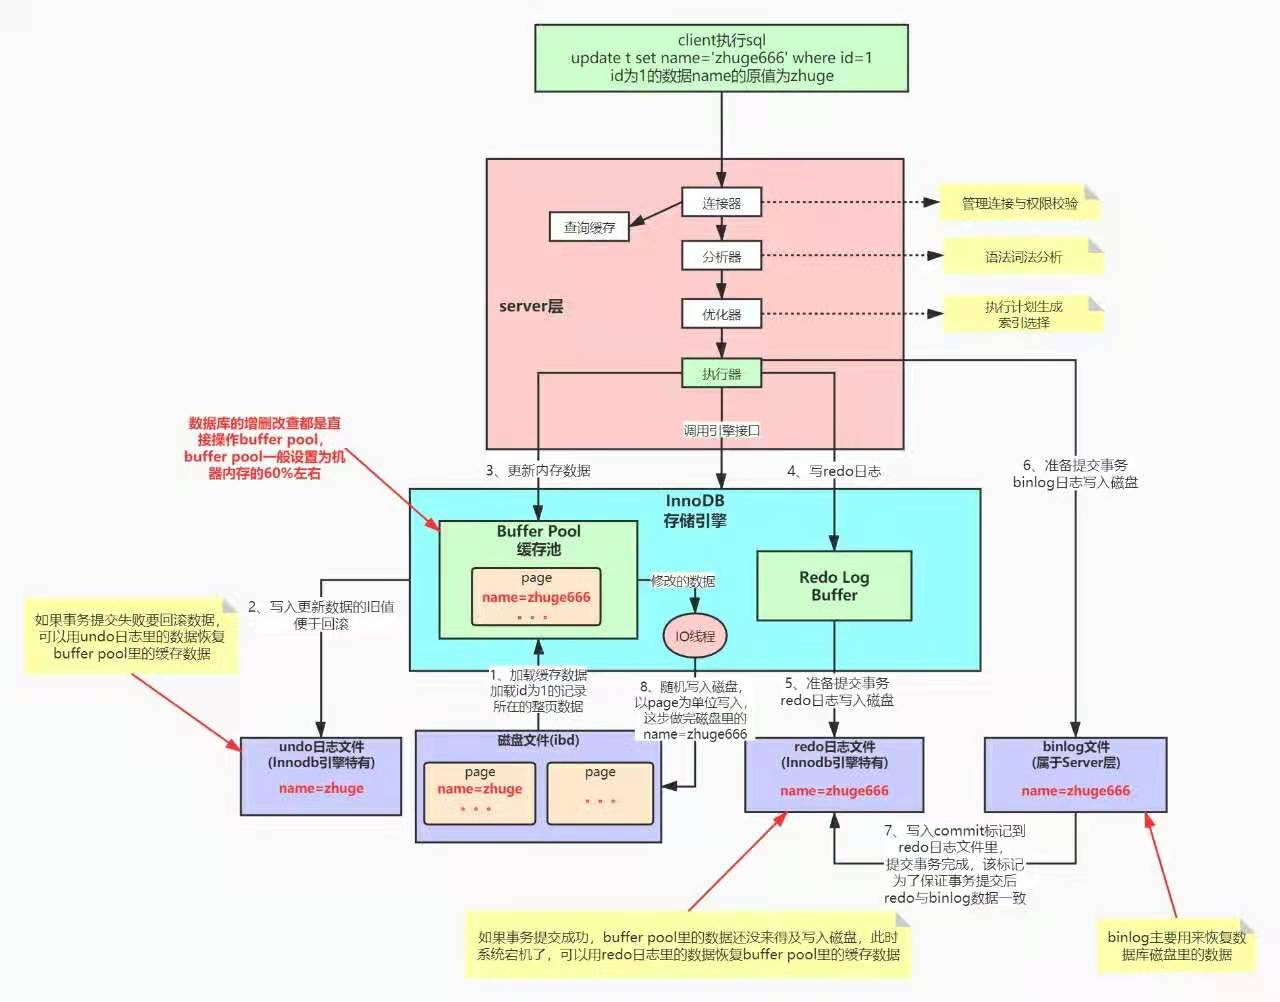 client执行sql
update t set name='zhuge666' where id=1
id为1的数据name的原值为zhuge
连接器
管理连接与权限校验
查询缓存
分析器
语法词法分析
server层
优化器
执行计划生成
索引选择
执行器
调用引擎接口
数据库的增删改查都是直
接操作buffer pool，
buffer pool一般设置为机
器内存的60%左右
3、更新内存数据
4、写redo日志
6、准备提交事务
binlog日志写入磁盘
InnoDB
存储引擎
Buffer Pool
缓存池
page
name=zhuge666
。。。
修改的数据
IO线程
Redo Log
Buffer
2、写入更新数据的旧值
便于回滚
如果事务提交失败要回滚数据，
可以用undo日志里的数据恢复
buffer pool里的缓存数据
1、加载缓存数据
加载id为1的记录
所在的整页数据
8、随机写入磁盘，
以page为单位写入，
这步做完磁盘里的
name=zhuge666
5、准备提交事务
redo日志写入磁盘
undo日志文件
(Innodb引擎特有)
name=zhuge
磁盘文件(ibd)
page
name=zhuge
。。。
page
。。。
redo日志文件
(Innodb引擎特有)
name=zhuge666
binlog文件
(属于Server层)
name=zhuge666
7、写入commit标记到
redo日志文件里，
提交事务完成，该标记
为了保证事务提交后
redo与binlog数据一致
如果事务提交成功，buffer pool里的数据还没来得及写入磁盘，此时
系统宕机了，可以用redo日志里的数据恢复buffer pool里的缓存数据
binlog主要用来恢复数
据库磁盘里的数据